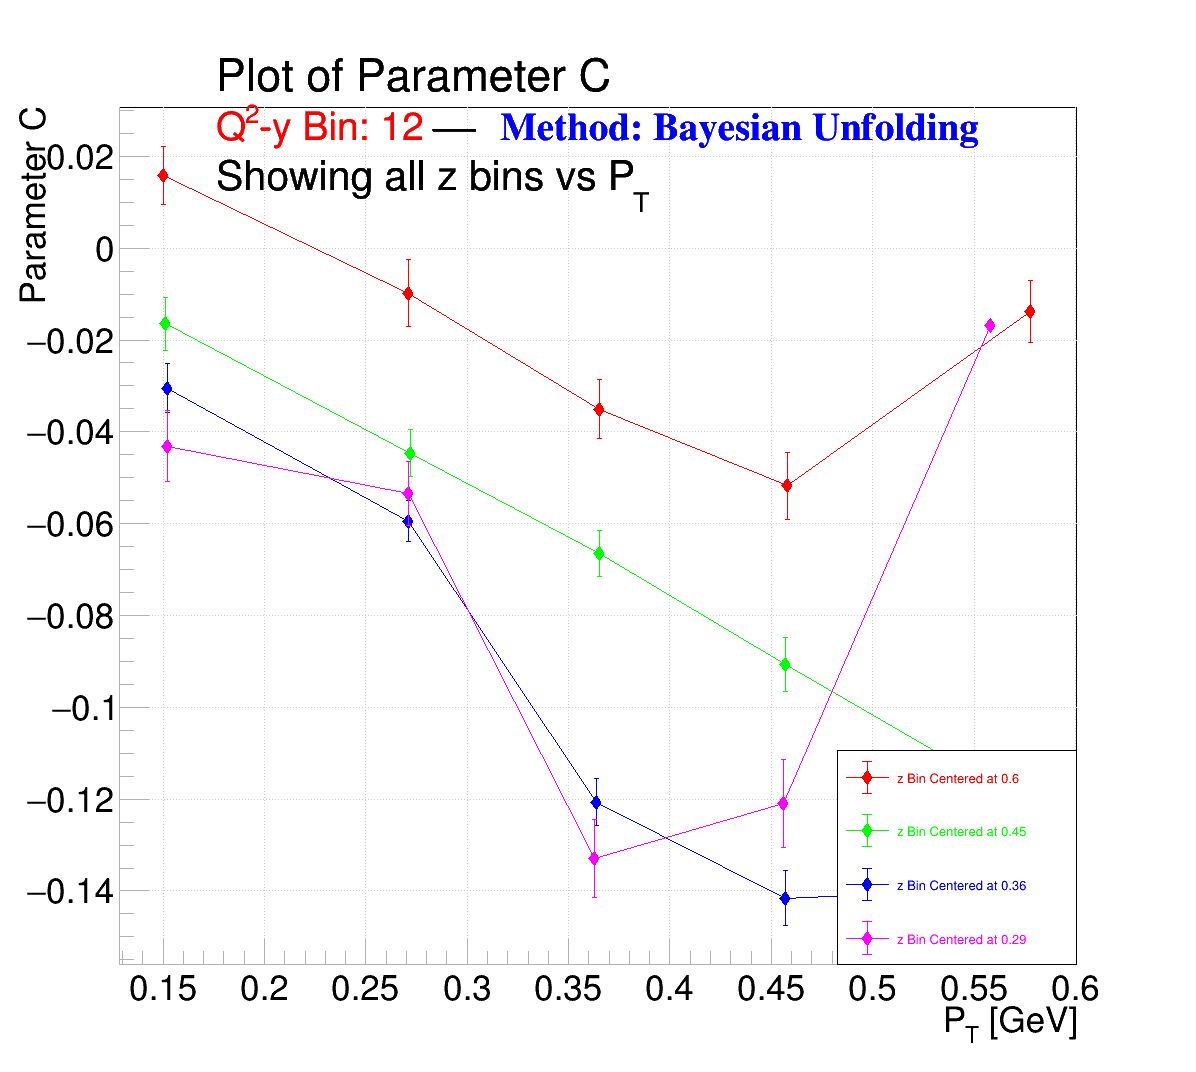 Plot of Parameter C
Q²-y Bin: 12 — Method: Bayesian Unfolding
Showing all z bins vs P_T
Parameter C
0.02
0
−0.02
−0.04
−0.06
−0.08
−0.1
−0.12
−0.14
z Bin Centered at 0.6
z Bin Centered at 0.45
z Bin Centered at 0.36
z Bin Centered at 0.29
0.15 0.2 0.25 0.3 0.35 0.4 0.45 0.5 0.55 0.6
P_T [GeV]